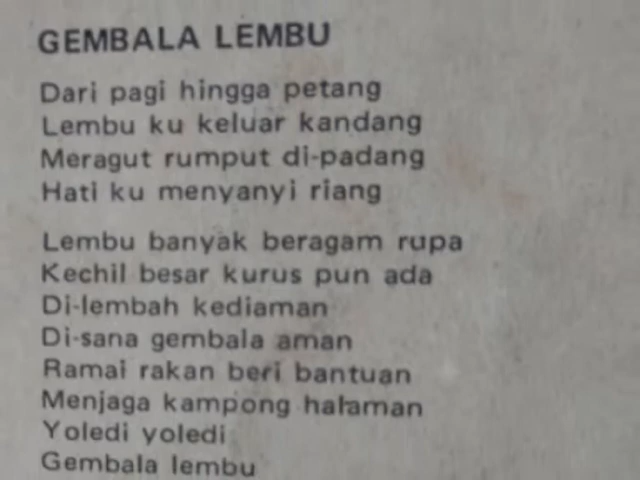 GEMBALA LEMBU
Dari pagi hingga petang
Lembu ku keluar kandang
Meragut rumput di-padang
Hati ku menyanyi riang
Lembu banyak beragam rupa
Kechil besar kurus pun ada
Di-lembah kediaman
Di-sana gembala aman
Ramai rakan beri bantuan
Menjaga kampong halaman
Yoledi yoledi
Gembala lembu